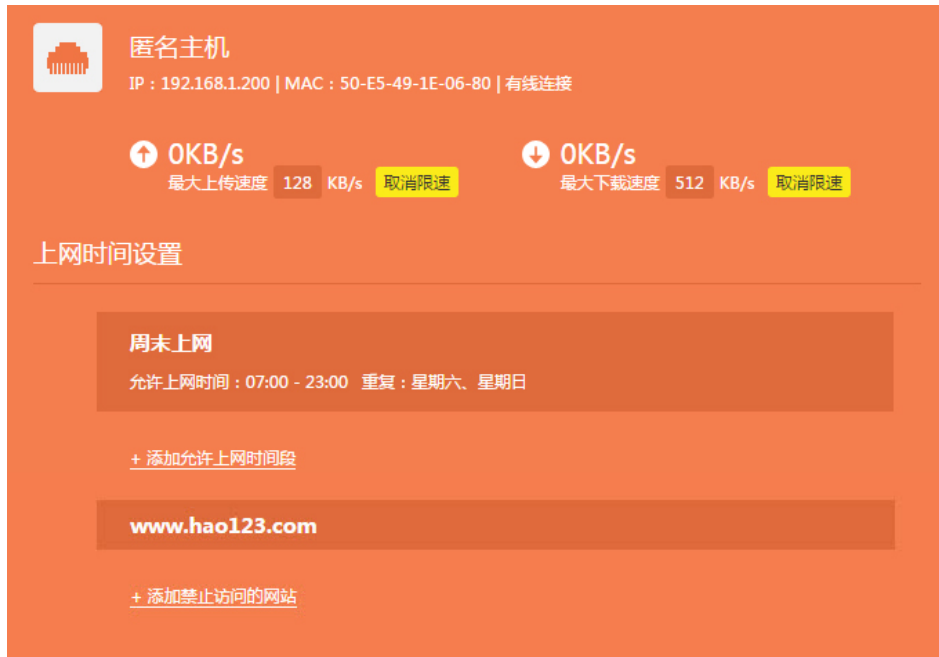 匿名主机
IP：192.168.1.200 | MAC：50-E5-49-1E-06-80 | 有线连接
0KB/s 0KB/s
最大上传速度 128 KB/s 取消限速 最大下载速度 512 KB/s 取消限速
上网时间设置
周末上网
允许上网时间：07:00 - 23:00 重复：星期六、星期日
+ 添加允许上网时间段
www.hao123.com
+ 添加禁止访问的网站